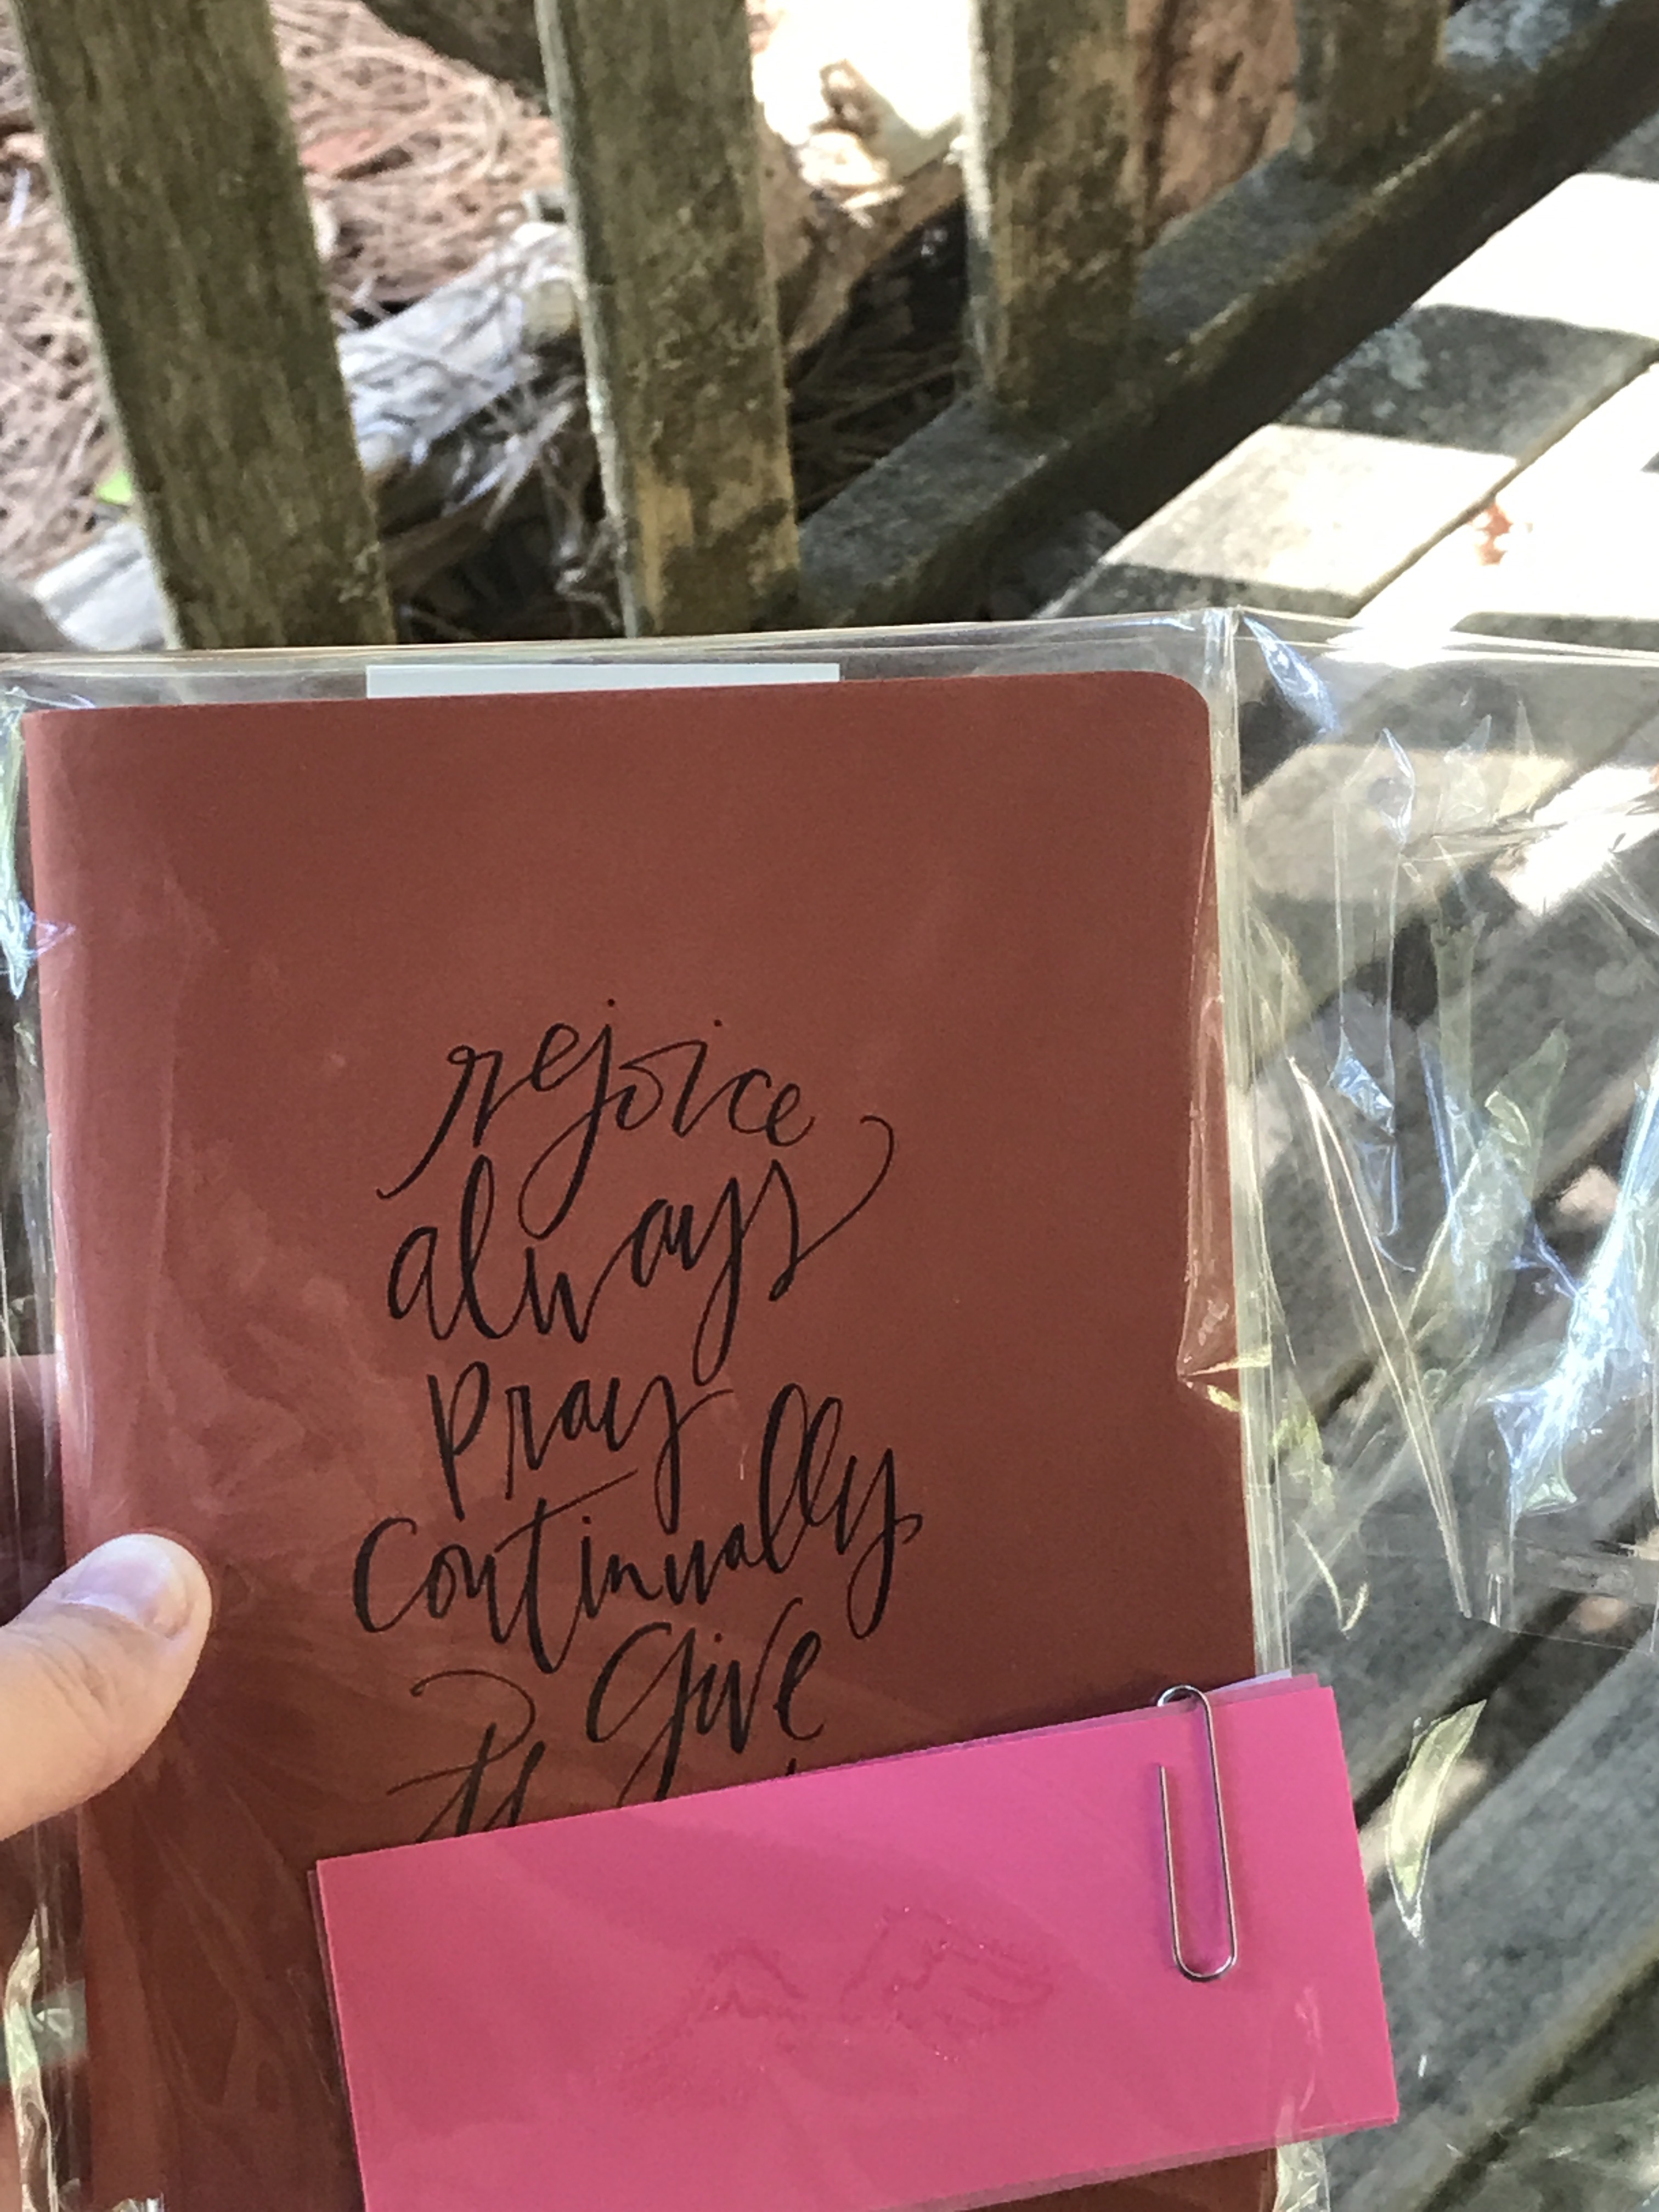 rejoice
always
pray
continually
give